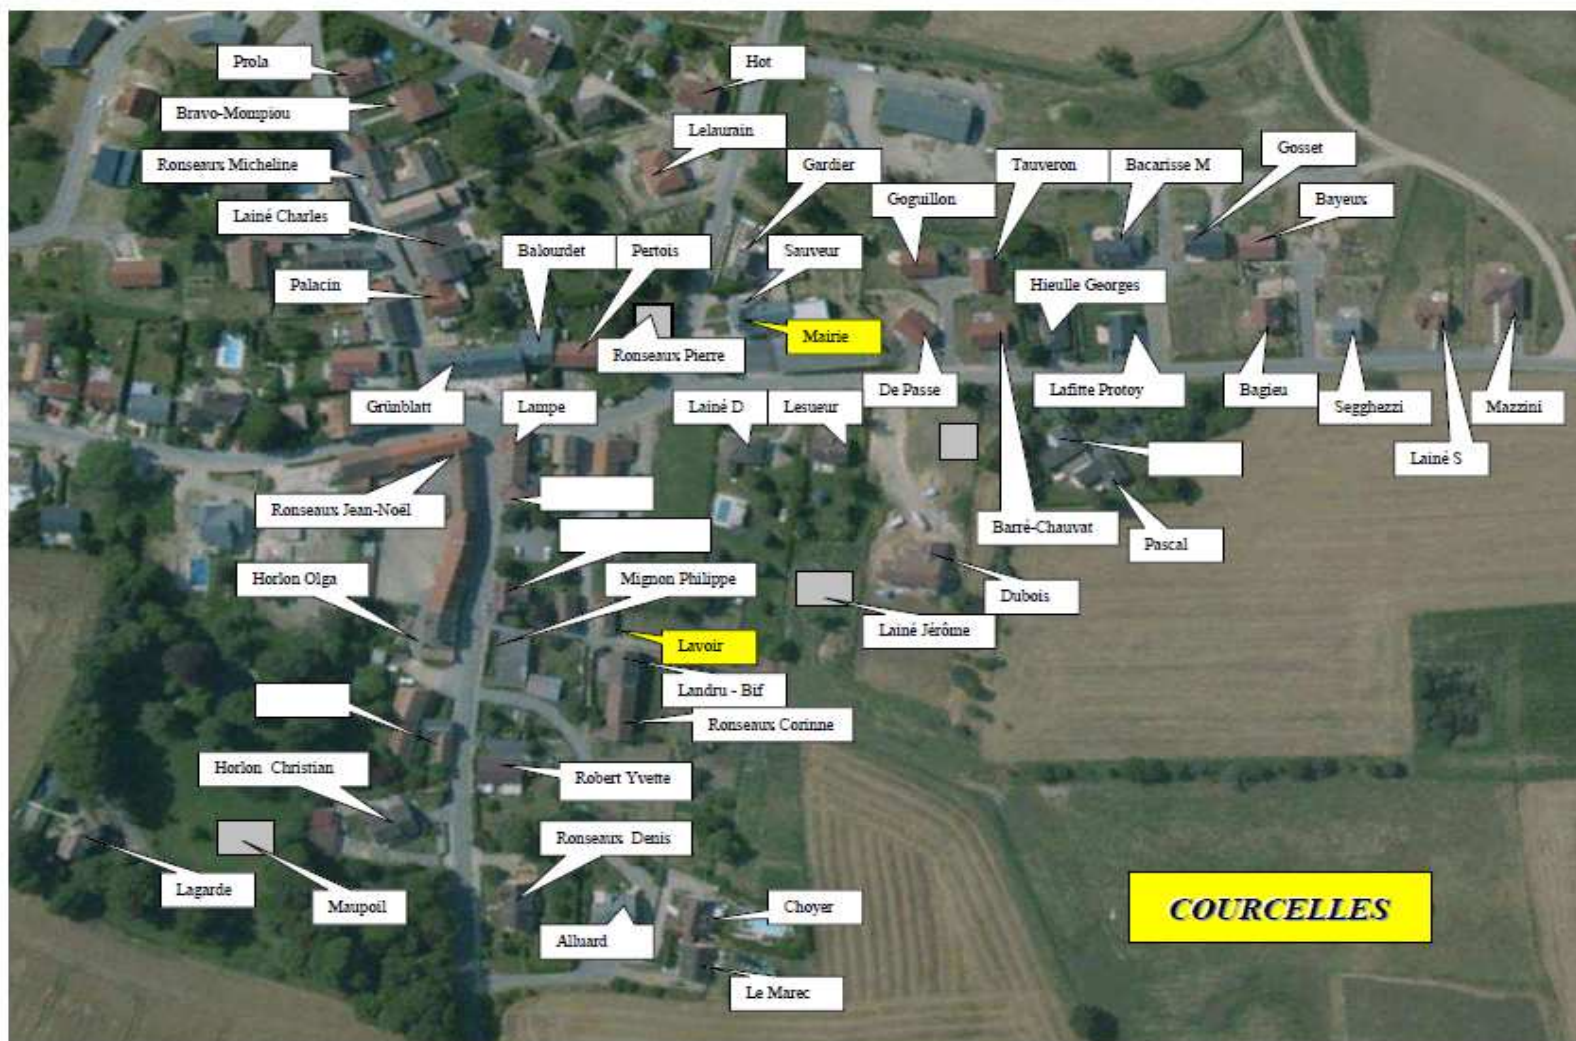 Prola
Hot
Bravo-Mompiou
Lelaurain
Ronseaux Micheline
Gardier
Tauveron
Bacarisse M
Gosset
Lainé Charles
Goguillon
Bayeux
Balourdet
Pertois
Sauveur
Palacin
Hieulle Georges
Mairie
Ronseaux Pierre
Grünblatt
Lampe
Lainé D
Lesueur
De Passe
Lafitte Protoy
Bagieu
Segghezzi
Mazzini
Lainé S
Ronseaux Jean-Noël
Barré-Chauvat
Pascal
Horlon Olga
Mignon Philippe
Dubois
Lainé Jérôme
Lavoir
Landru - Bif
Ronseaux Corinne
Horlon Christian
Robert Yvette
Ronseaux Denis
Lagarde
Maupoil
Choyer
COURCELLES
Alluard
Le Marec